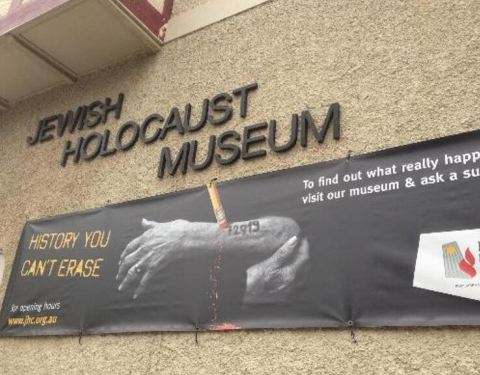 JEWISH
HOLOCAUST
MUSEUM
To find out what really
visit our museum & ask a
HISTORY YOU
CAN'T ERASE
for opening hours
www.jhc.org.au